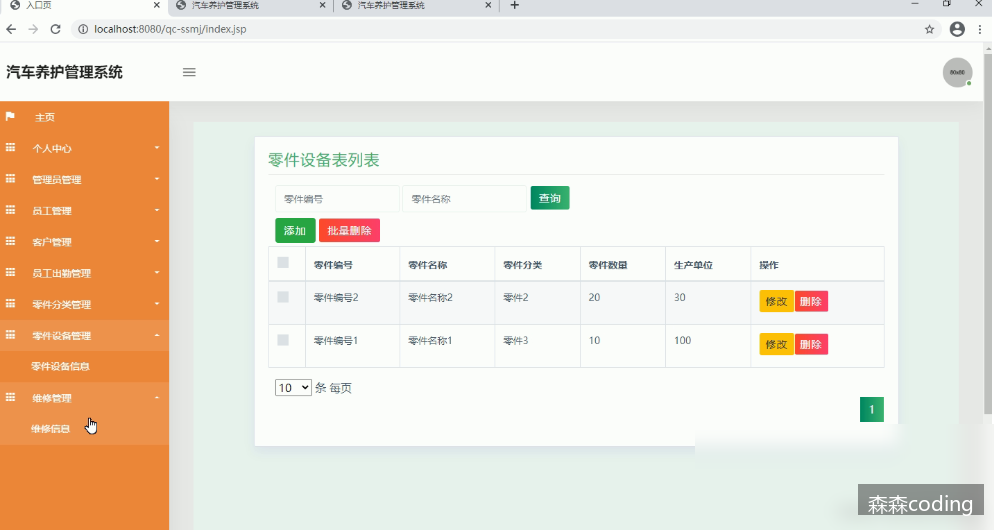 入口页
汽车养护管理系统
汽车养护管理系统
localhost:8080/qc-ssmj/index.jsp
汽车养护管理系统
主页
个人中心
管理员管理
员工管理
客户管理
员工出勤管理
零件分类管理
零件设备管理
零件设备信息
维修管理
维修信息
零件设备表列表
零件编号 零件名称 查询
添加 批量删除
零件编号 零件名称 零件分类 零件数量 生产单位 操作
零件编号2 零件名称2 零件2 20 30 修改 删除
零件编号1 零件名称1 零件3 10 100 修改 删除
10 条 每页
1
森森coding